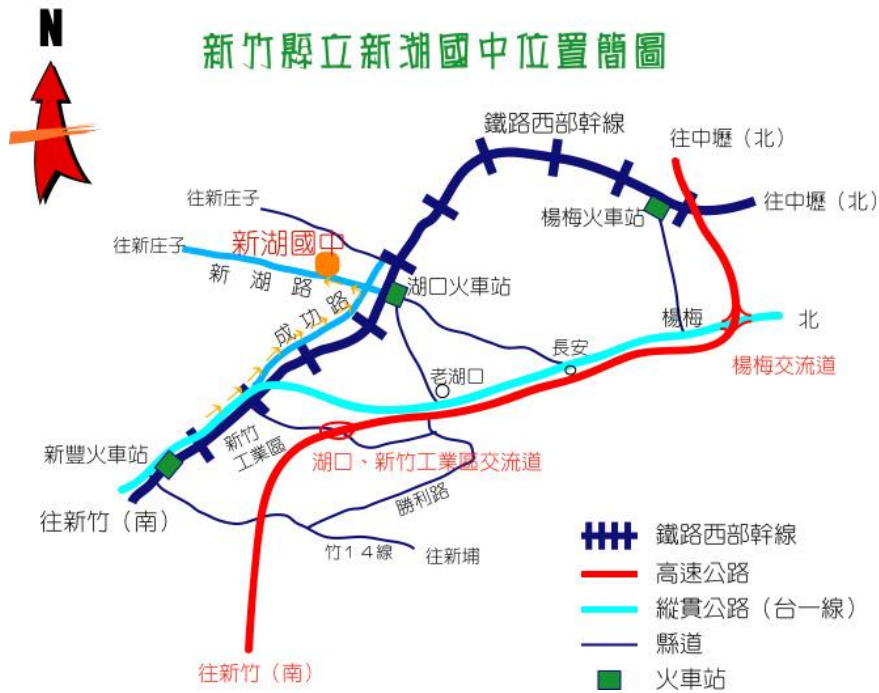 N
新竹縣立新湖國中位置簡圖
鐵路西部幹線
往中壢（北）
往新庄子
楊梅火車站
往中壢（北）
往新庄子
新湖國中
新湖路
湖口火車站
成功路
楊梅
北
長安
楊梅交流道
老湖口
新竹
工業區
新豐火車站
湖口、新竹工業區交流道
勝利路
往新竹（南）
竹14線
往新埔
鐵路西部幹線
高速公路
縱貫公路（台一線）
縣道
火車站
往新竹（南）